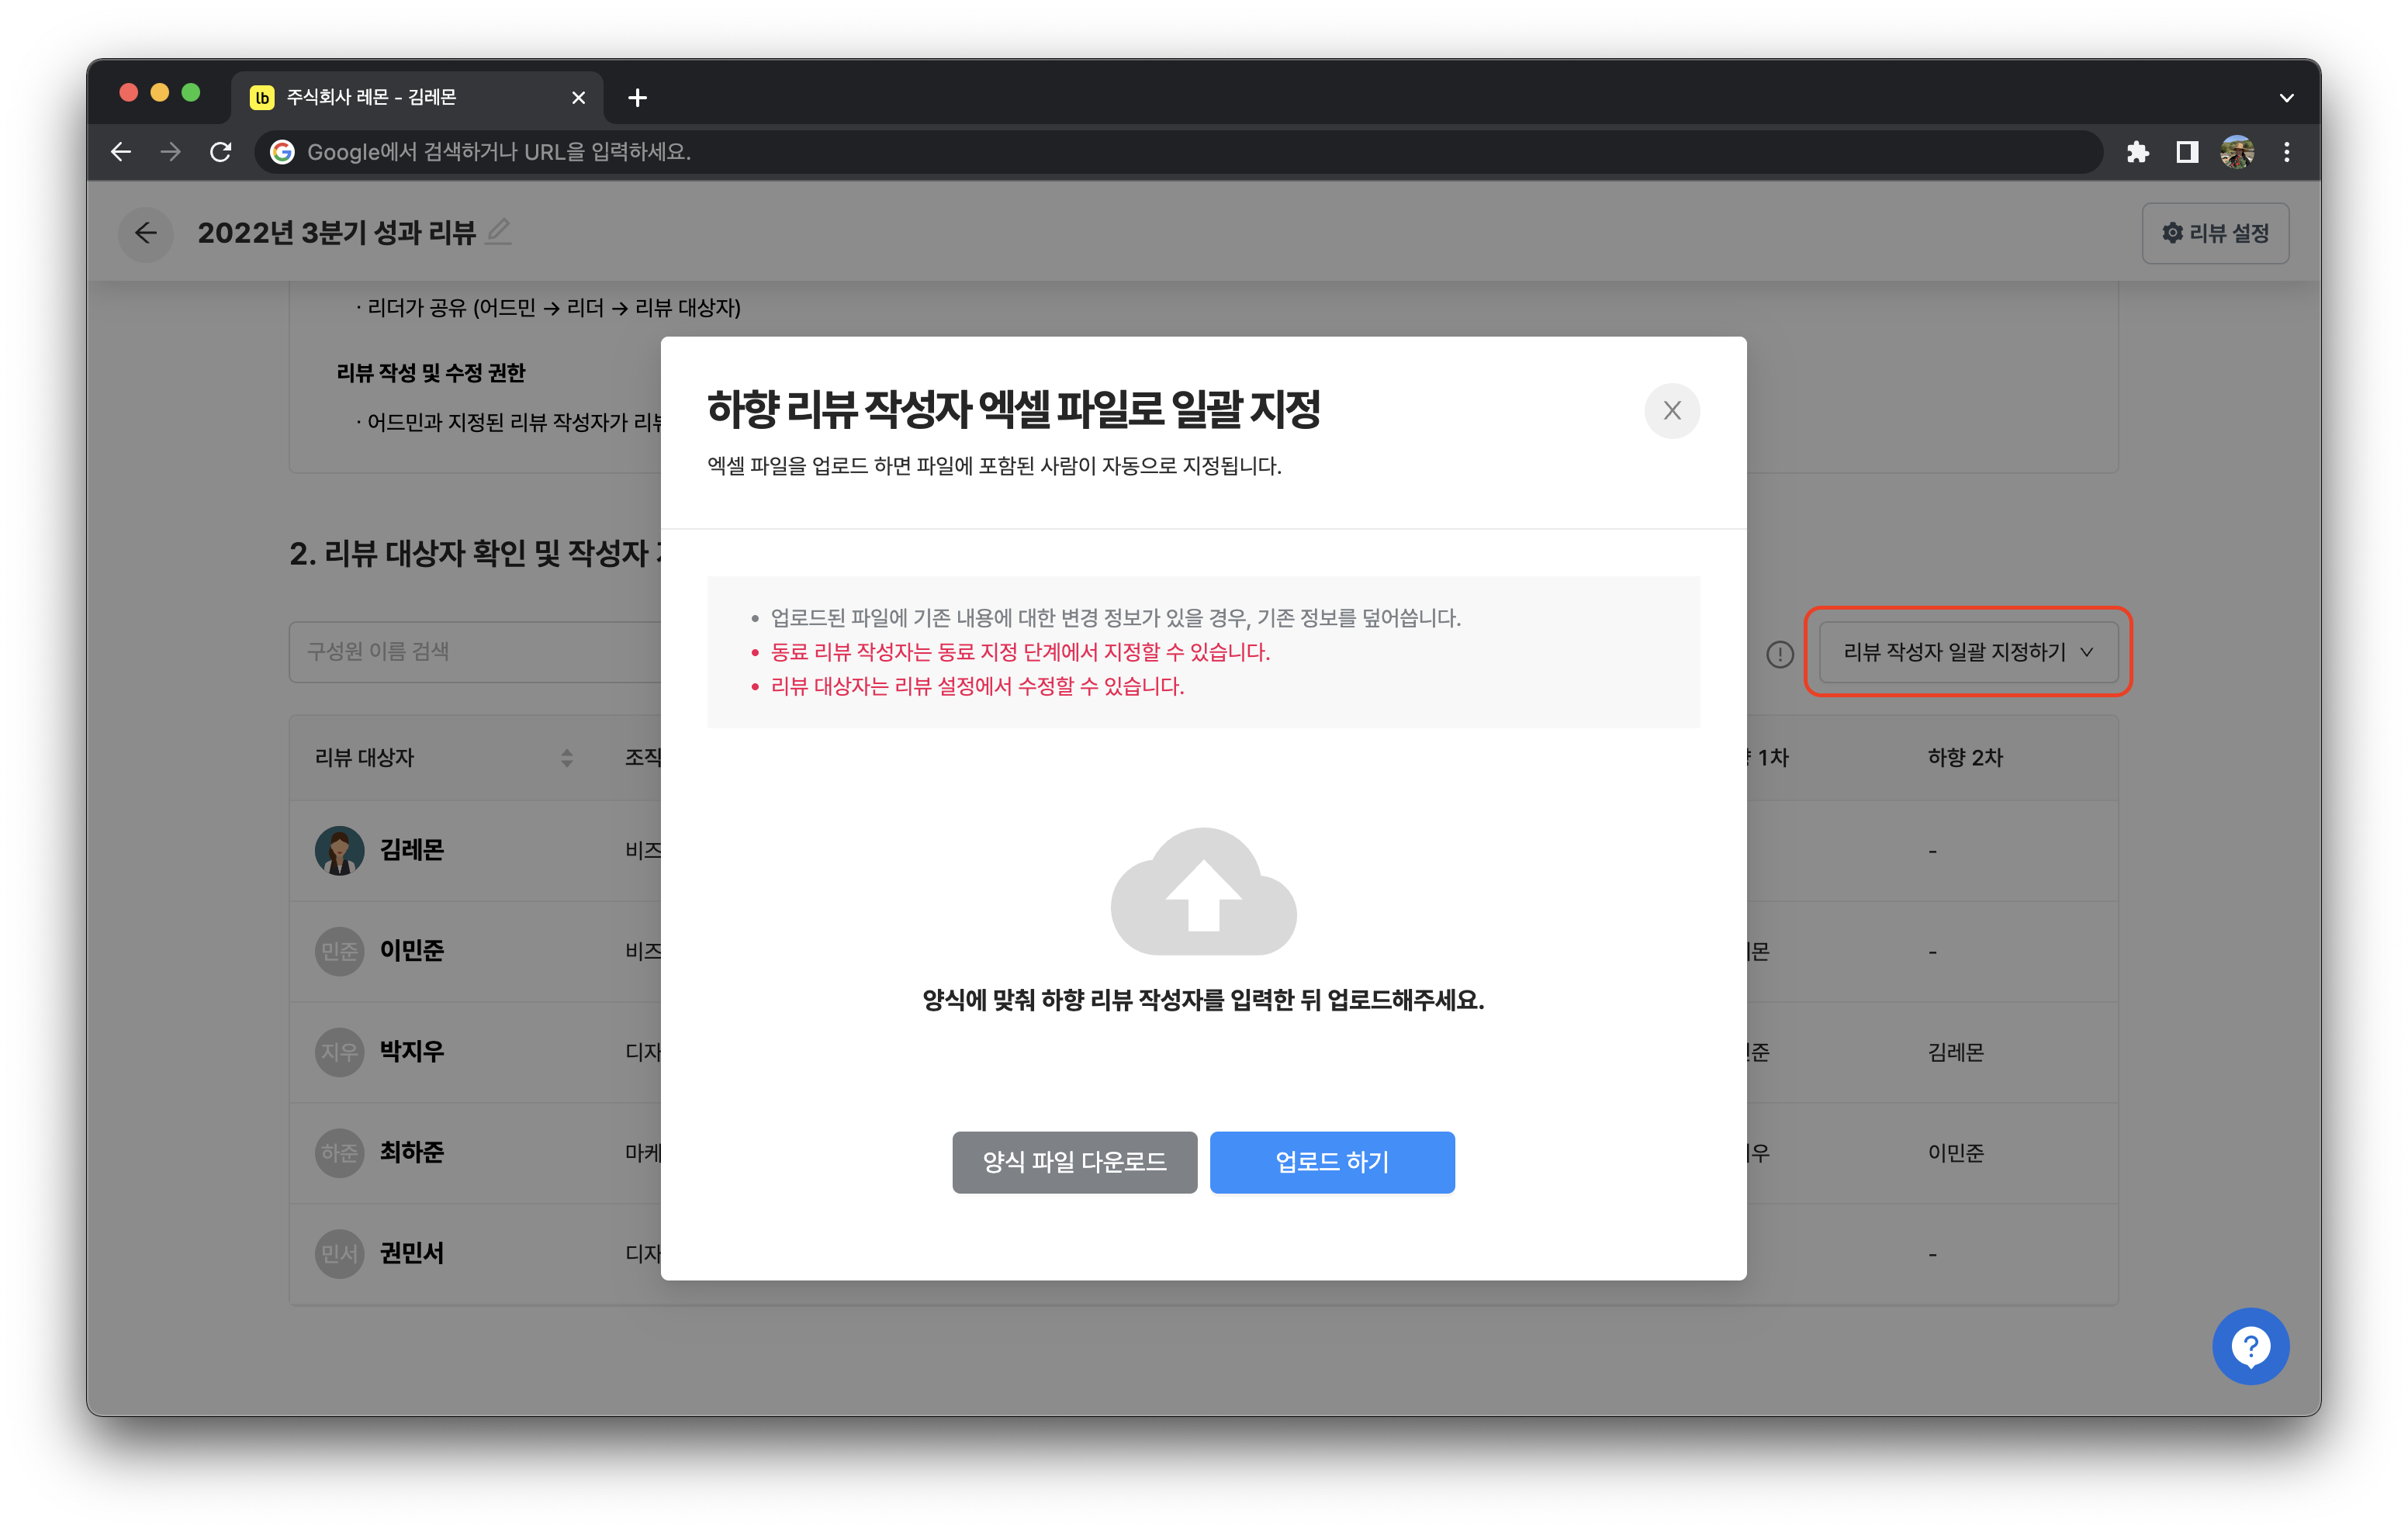 lb 주식회사 레몬 - 김레몬
Google에서 검색하거나 URL을 입력하세요.
2022년 3분기 성과 리뷰
리뷰 설정
· 리더가 공유 (어드민 → 리더 → 리뷰 대상자)
리뷰 작성 및 수정 권한
· 어드민과 지정된 리뷰 작성자가 리뷰
하향 리뷰 작성자 엑셀 파일로 일괄 지정
엑셀 파일을 업로드 하면 파일에 포함된 사람이 자동으로 지정됩니다.
2. 리뷰 대상자 확인 및 작성자
• 업로드된 파일에 기존 내용에 대한 변경 정보가 있을 경우, 기존 정보를 덮어씁니다.
• 동료 리뷰 작성자는 동료 지정 단계에서 지정할 수 있습니다.
• 리뷰 대상자는 리뷰 설정에서 수정할 수 있습니다.
구성원 이름 검색
리뷰 작성자 일괄 지정하기
리뷰 대상자 조직 1차 하향 2차
김레몬 비즈 -
민준 이민준 비즈 몬 -
지우 박지우 디자 준 김레몬
하준 최하준 마케 우 이민준
민서 권민서 디자 -
양식에 맞춰 하향 리뷰 작성자를 입력한 뒤 업로드해주세요.
양식 파일 다운로드 업로드 하기
?